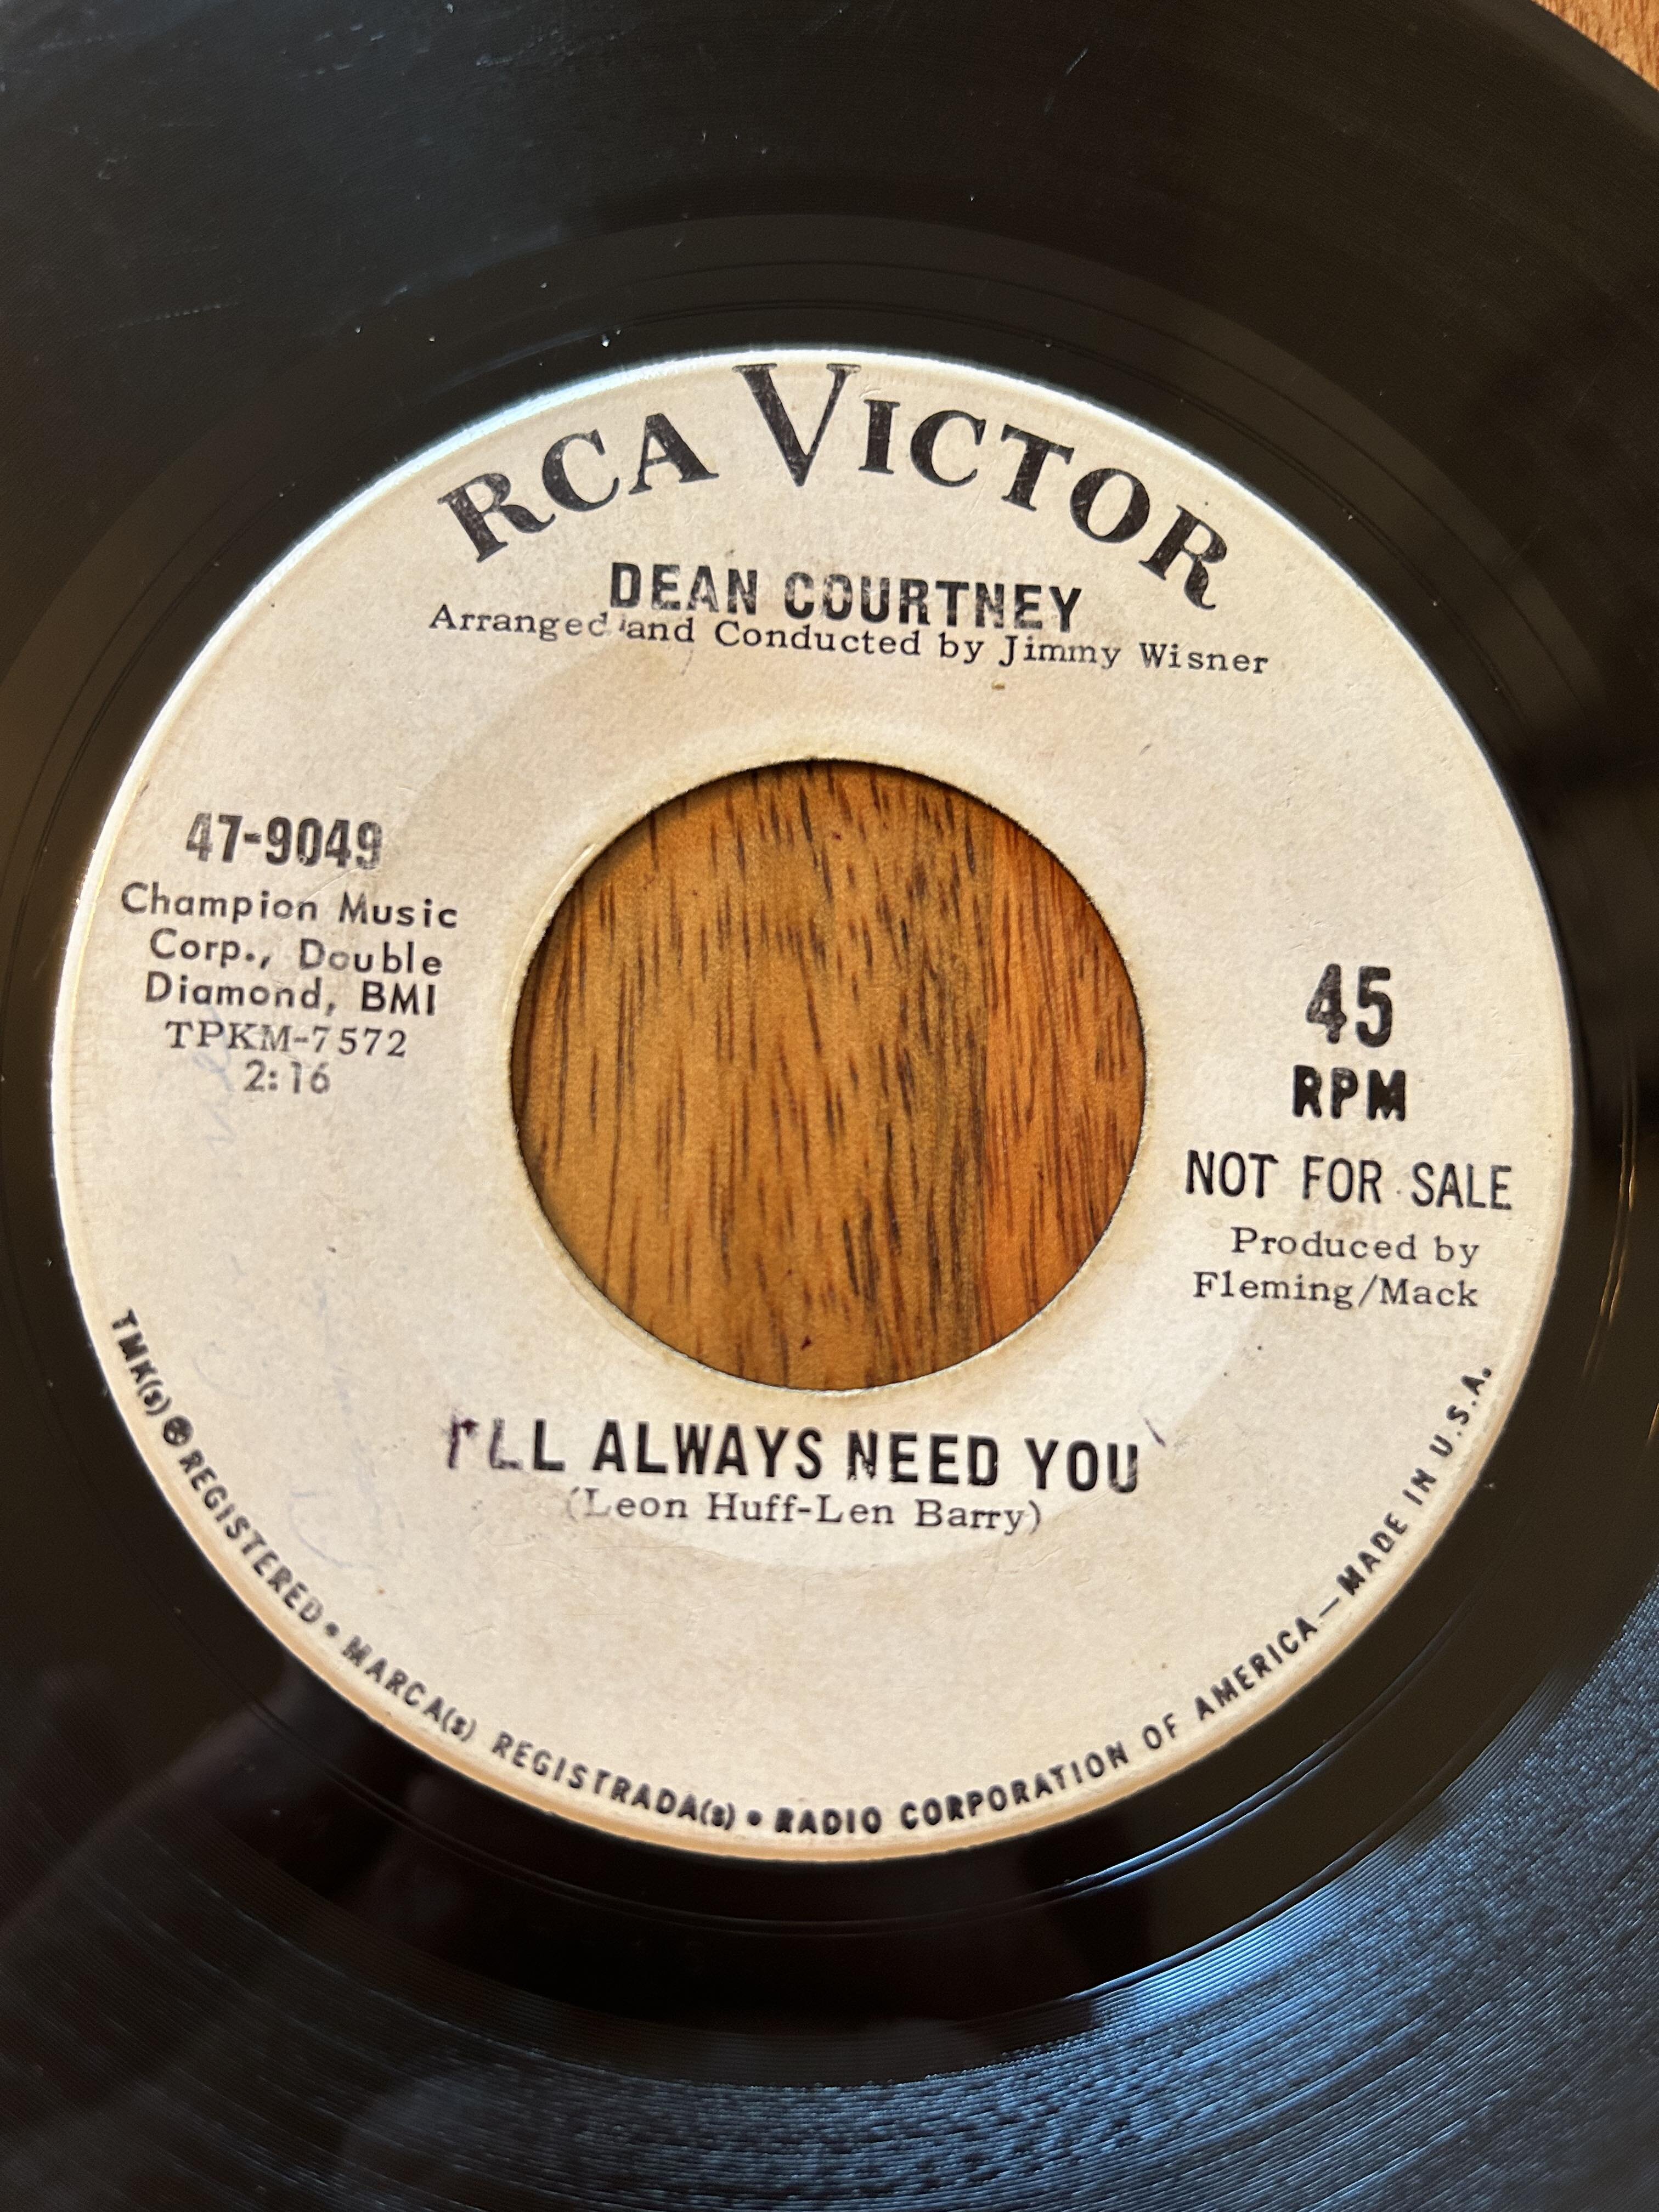 RCA VICTOR
DEAN COURTNEY
Arranged and Conducted by Jimmy Wisner
47-9049
Champion Music
Corp., Double
Diamond, BMI
TPKM-7572
2:16
45
RPM
NOT FOR SALE
Produced by
Fleming/Mack
I'LL ALWAYS NEED YOU
(Leon Huff-Len Barry)
TMK(s) ® REGISTERED • MARCA(s) REGISTRADA(s) • RADIO CORPORATION OF AMERICA—MADE IN U.S.A.